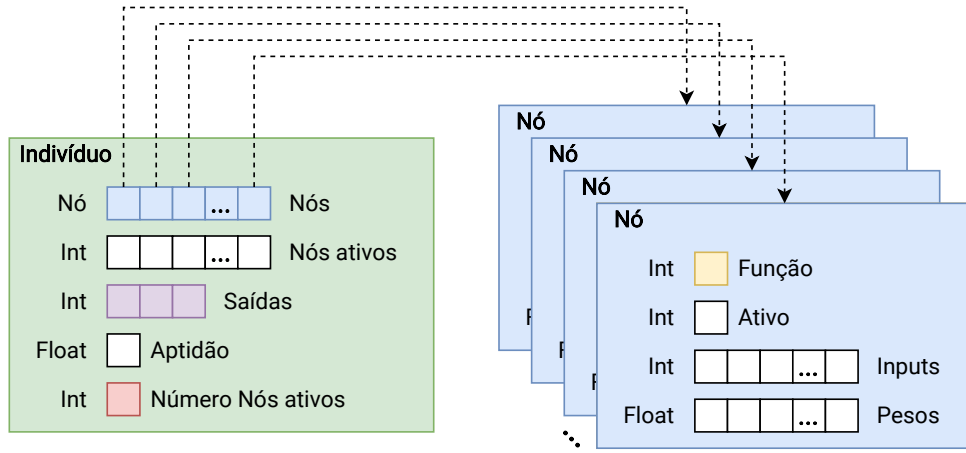 Indivíduo
Nó ... Nós
Int ... Nós ativos
Int Saídas
Float Aptidão
Int Número Nós ativos
Nó
Nó
Nó
Nó
Int Função
Int Ativo
Int ... Inputs
Float ... Pesos
...